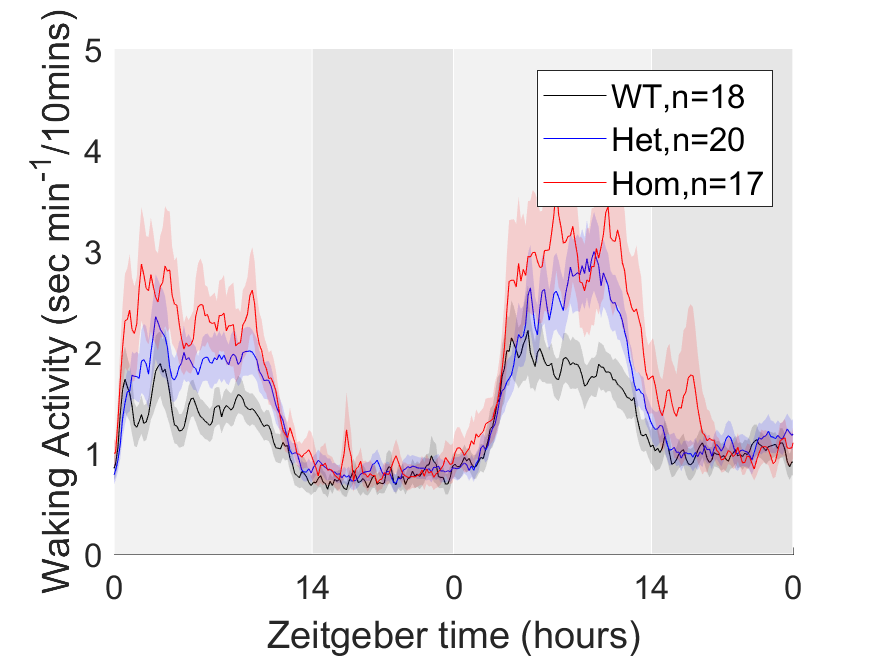 Waking Activity (sec min-1/10mins)
5
4
3
2
1
0
WT,n=18
Het,n=20
Hom,n=17
0 14 0 14 0
Zeitgeber time (hours)